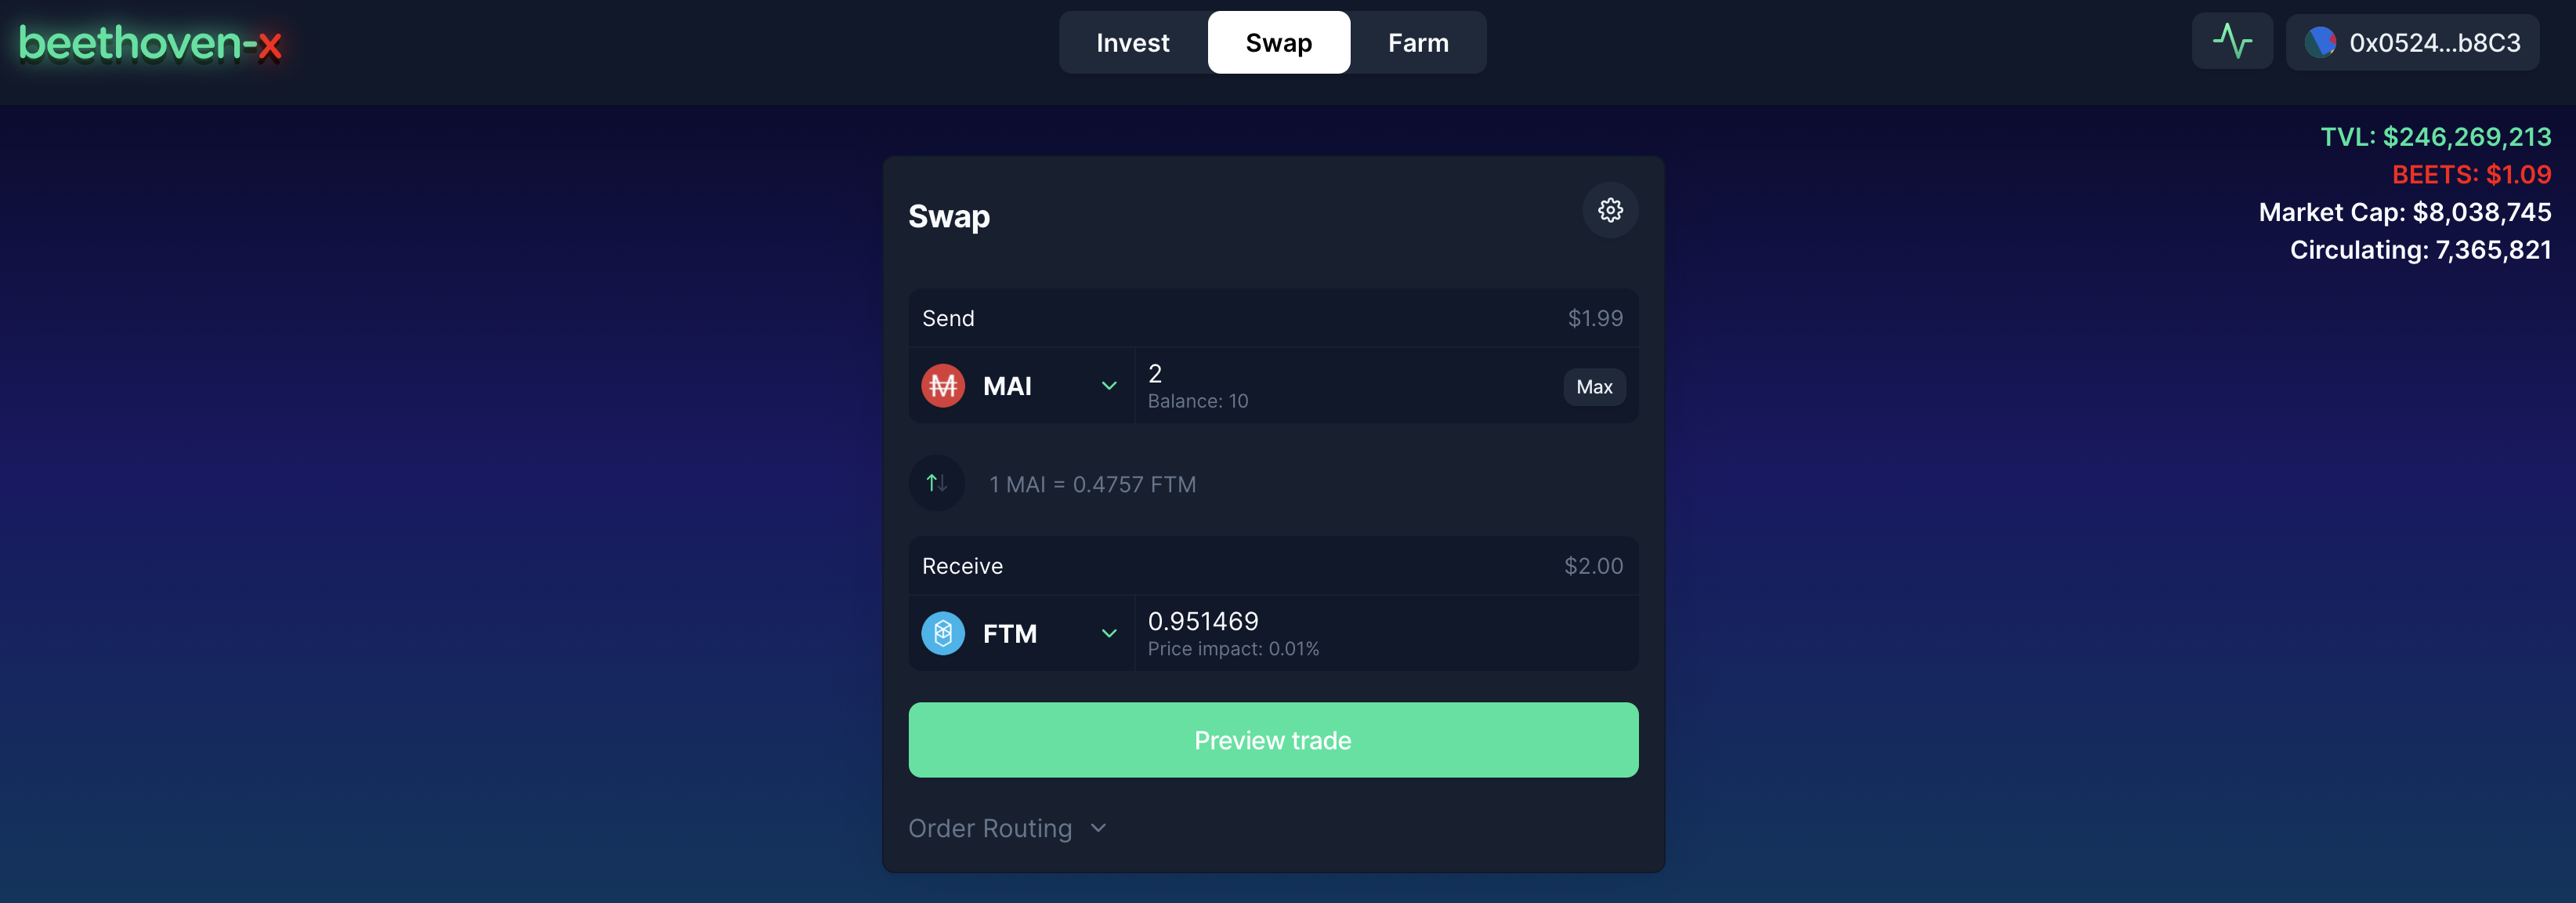 beethoven-x
Invest
Swap
Farm
0x0524...b8C3
TVL: $246,269,213
BEETS: $1.09
Market Cap: $8,038,745
Circulating: 7,365,821
Swap
Send
$1.99
MAI
2
Balance: 10
Max
1 MAI = 0.4757 FTM
Receive
$2.00
FTM
0.951469
Price impact: 0.01%
Preview trade
Order Routing